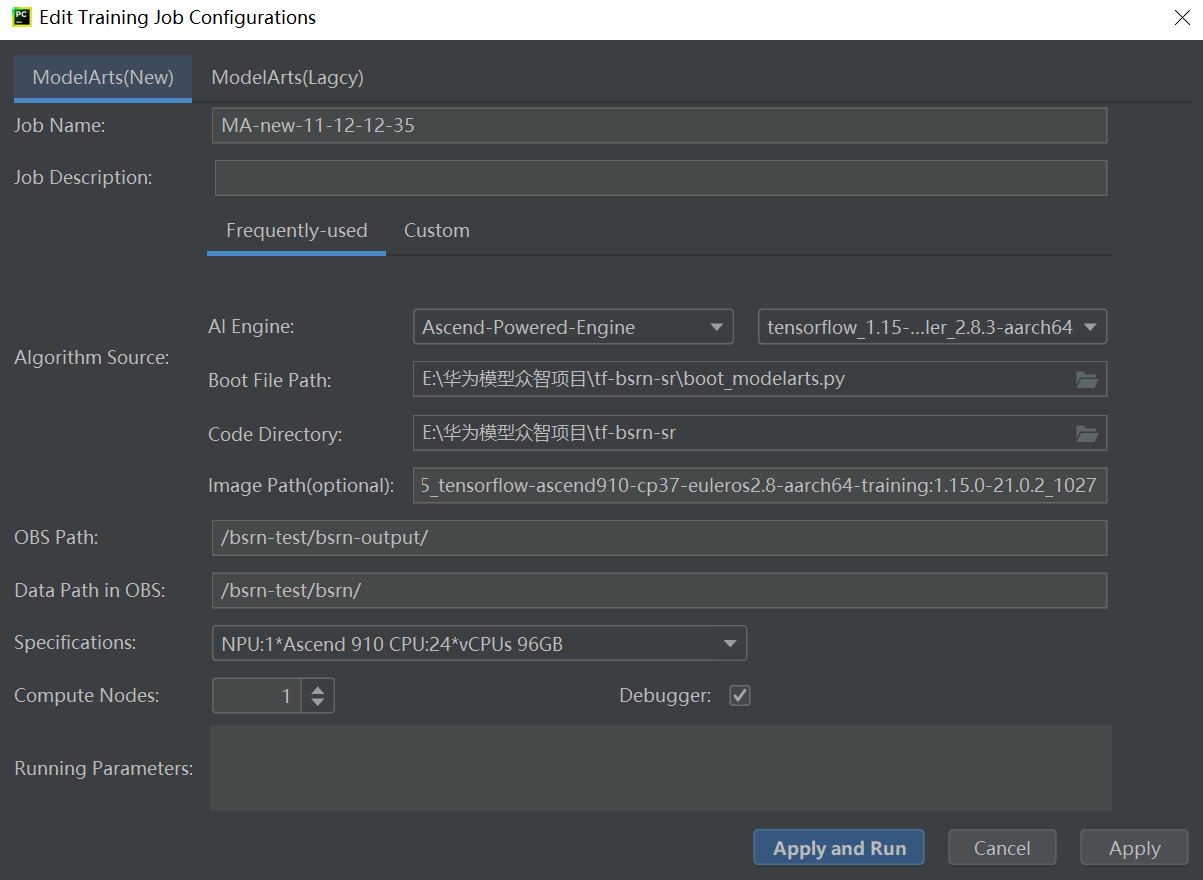 PC
Edit Training Job Configurations
ModelArts(New) ModelArts(Lagcy)
Job Name: MA-new-11-12-12-35
Job Description:
Frequently-used Custom
Algorithm Source:
AI Engine: Ascend-Powered-Engine tensorflow_1.15-...ler_2.8.3-aarch64
Boot File Path: E:\华为模型众智项目\tf-bsrn-sr\boot_modelarts.py
Code Directory: E:\华为模型众智项目\tf-bsrn-sr
Image Path(optional): 5_tensorflow-ascend910-cp37-euleros2.8-aarch64-training:1.15.0-21.0.2_1027
OBS Path: /bsrn-test/bsrn-output/
Data Path in OBS: /bsrn-test/bsrn/
Specifications: NPU:1*Ascend 910 CPU:24*vCPUs 96GB
Compute Nodes: 1 Debugger:
Running Parameters:
Apply and Run Cancel Apply